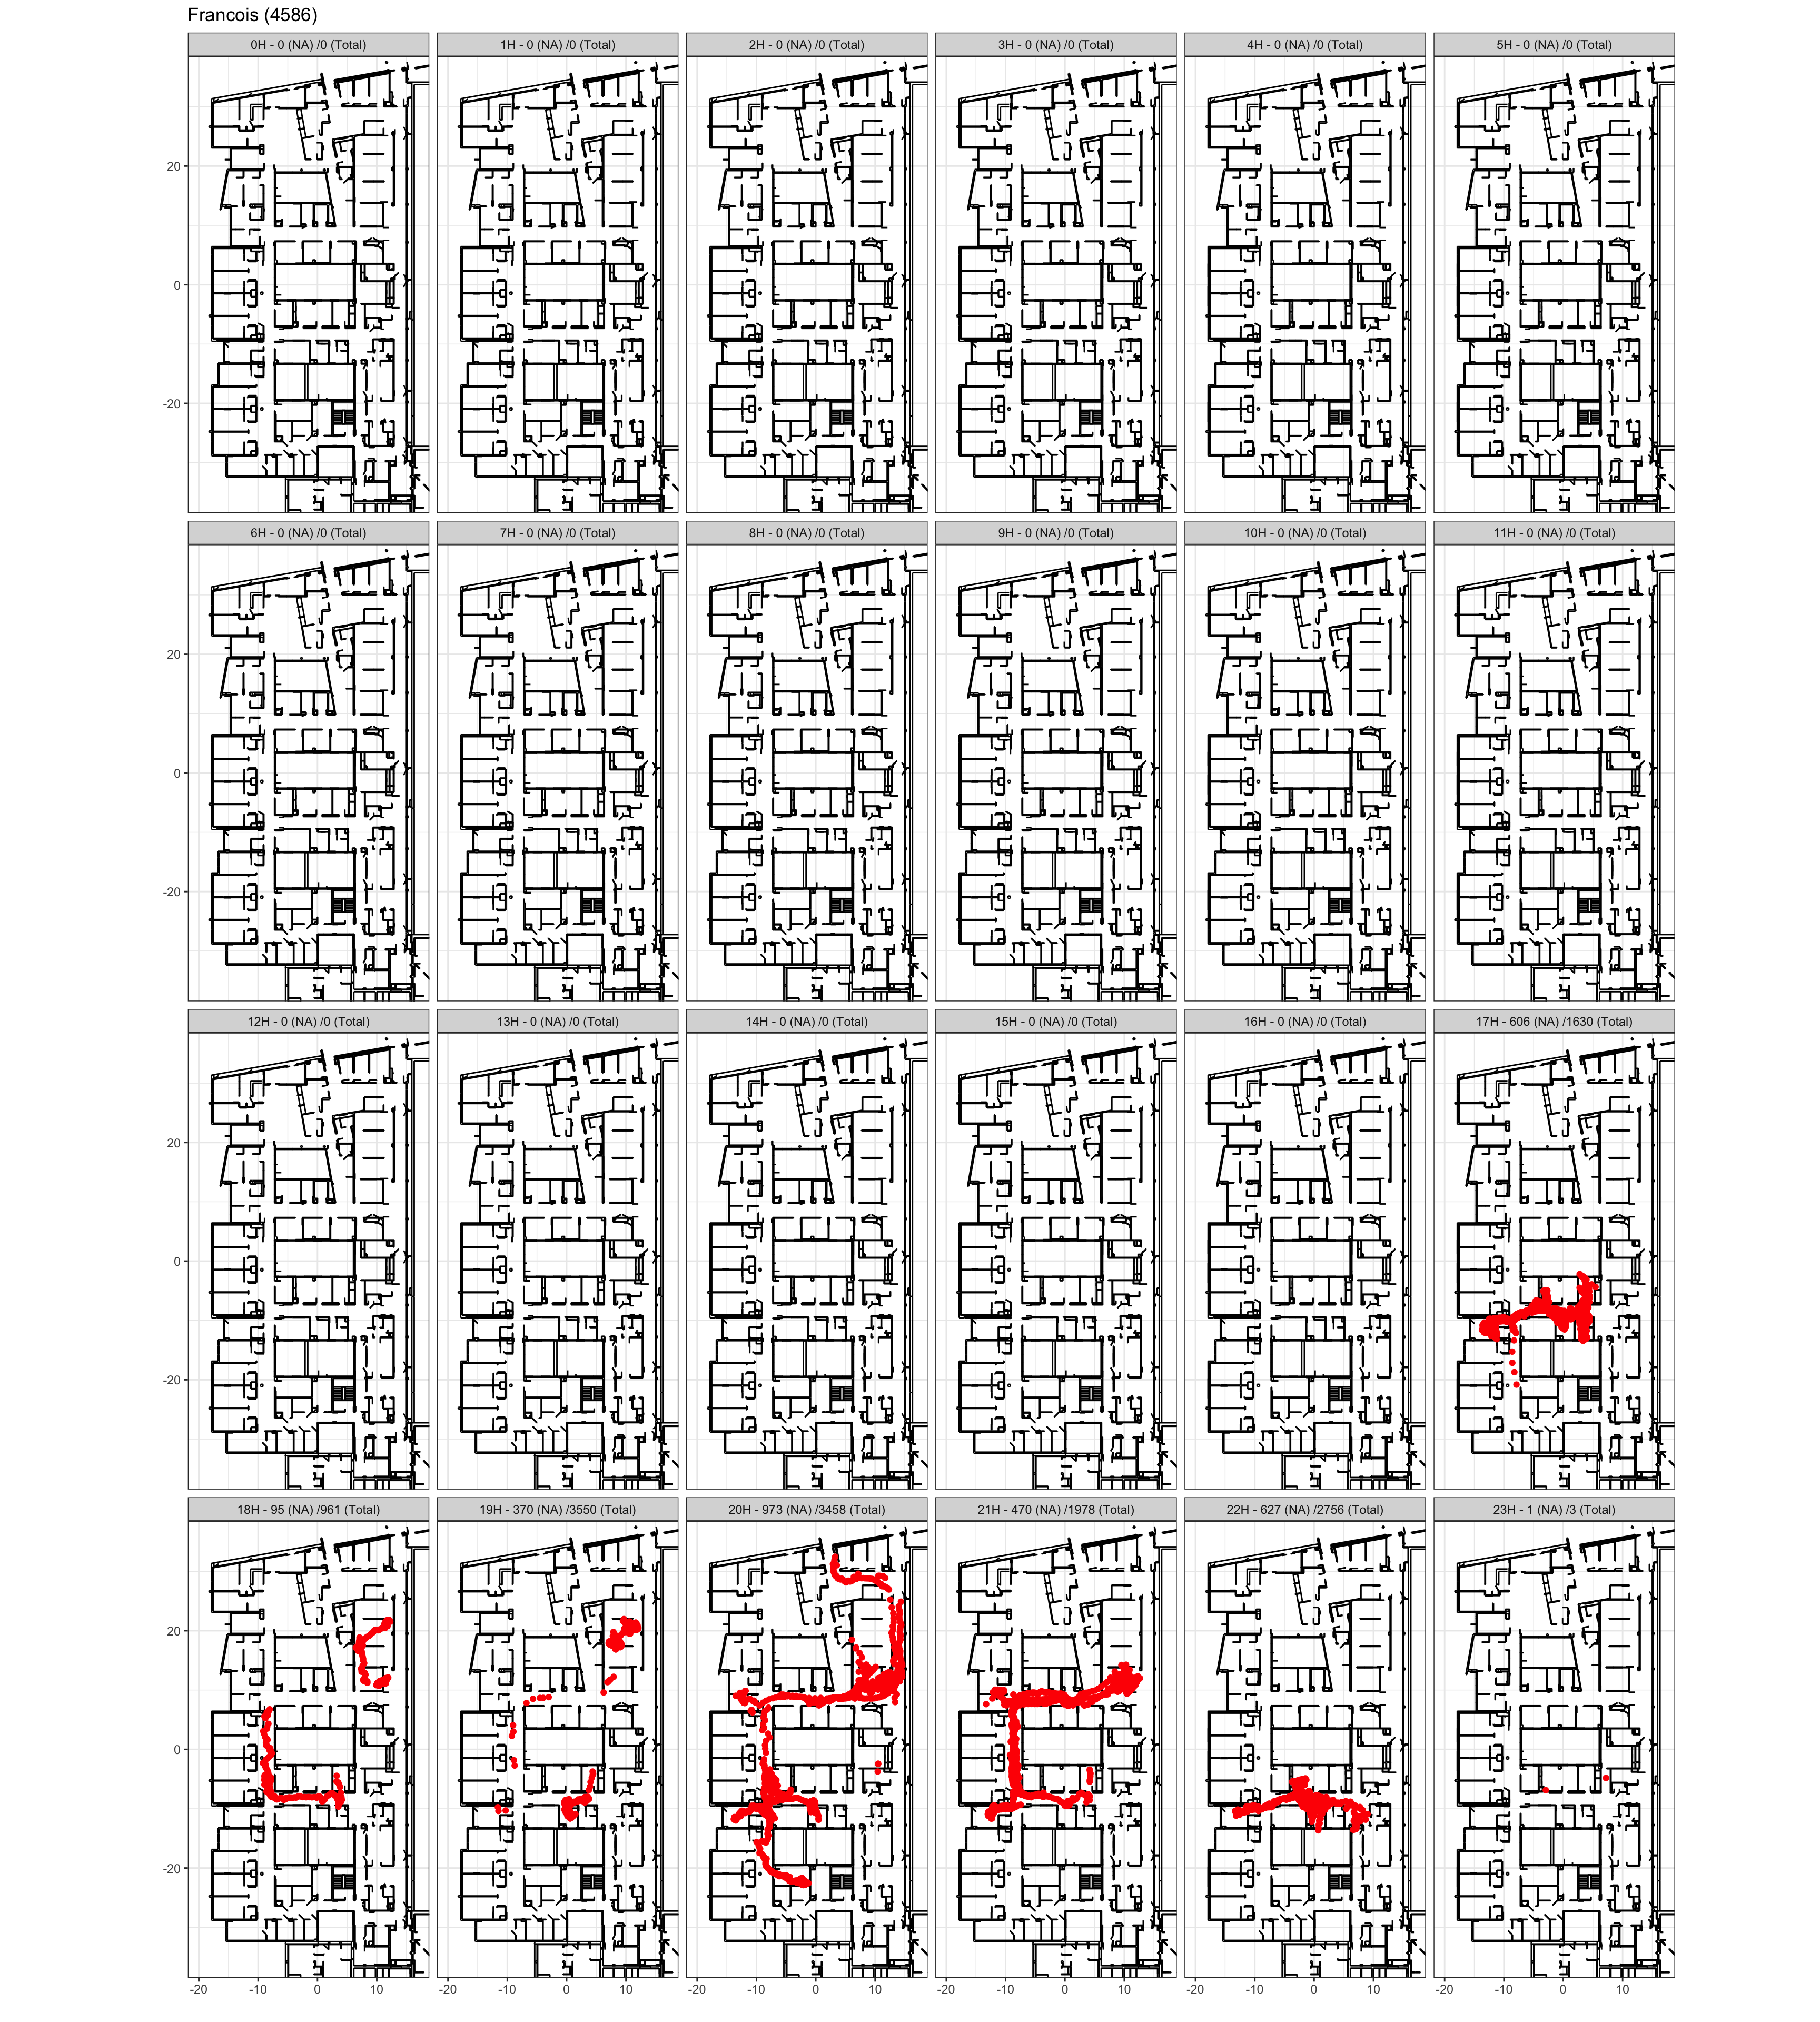 Francois (4586)
0H - 0 (NA) /0 (Total) 1H - 0 (NA) /0 (Total) 2H - 0 (NA) /0 (Total) 3H - 0 (NA) /0 (Total) 4H - 0 (NA) /0 (Total) 5H - 0 (NA) /0 (Total)
20
0
-20
6H - 0 (NA) /0 (Total) 7H - 0 (NA) /0 (Total) 8H - 0 (NA) /0 (Total) 9H - 0 (NA) /0 (Total) 10H - 0 (NA) /0 (Total) 11H - 0 (NA) /0 (Total)
20
0
-20
12H - 0 (NA) /0 (Total) 13H - 0 (NA) /0 (Total) 14H - 0 (NA) /0 (Total) 15H - 0 (NA) /0 (Total) 16H - 0 (NA) /0 (Total) 17H - 606 (NA) /1630 (Total)
20
0
-20
18H - 95 (NA) /961 (Total) 19H - 370 (NA) /3550 (Total) 20H - 973 (NA) /3458 (Total) 21H - 470 (NA) /1978 (Total) 22H - 627 (NA) /2756 (Total) 23H - 1 (NA) /3 (Total)
20
0
-20
-20 -10 0 10 -20 -10 0 10 -20 -10 0 10 -20 -10 0 10 -20 -10 0 10 -20 -10 0 10